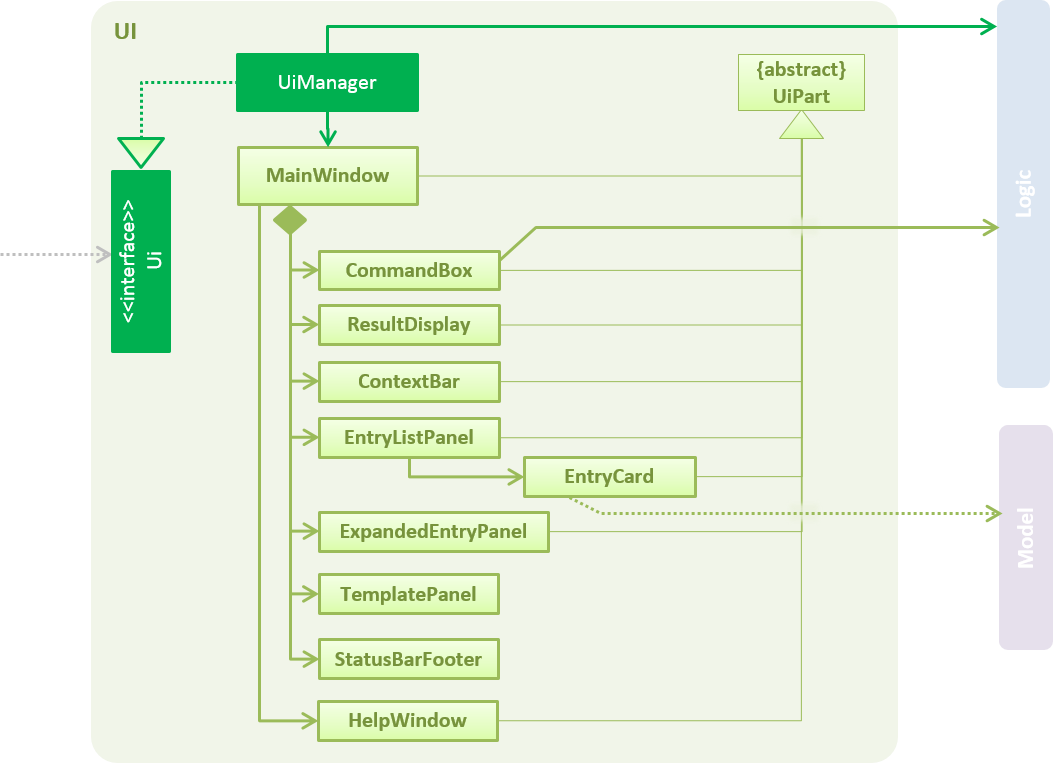 UI
UiManager
{abstract}
UiPart
MainWindow
<<interface>>
Ui
Logic
CommandBox
ResultDisplay
ContextBar
EntryListPanel
EntryCard
ExpandedEntryPanel
Model
TemplatePanel
StatusBarFooter
HelpWindow